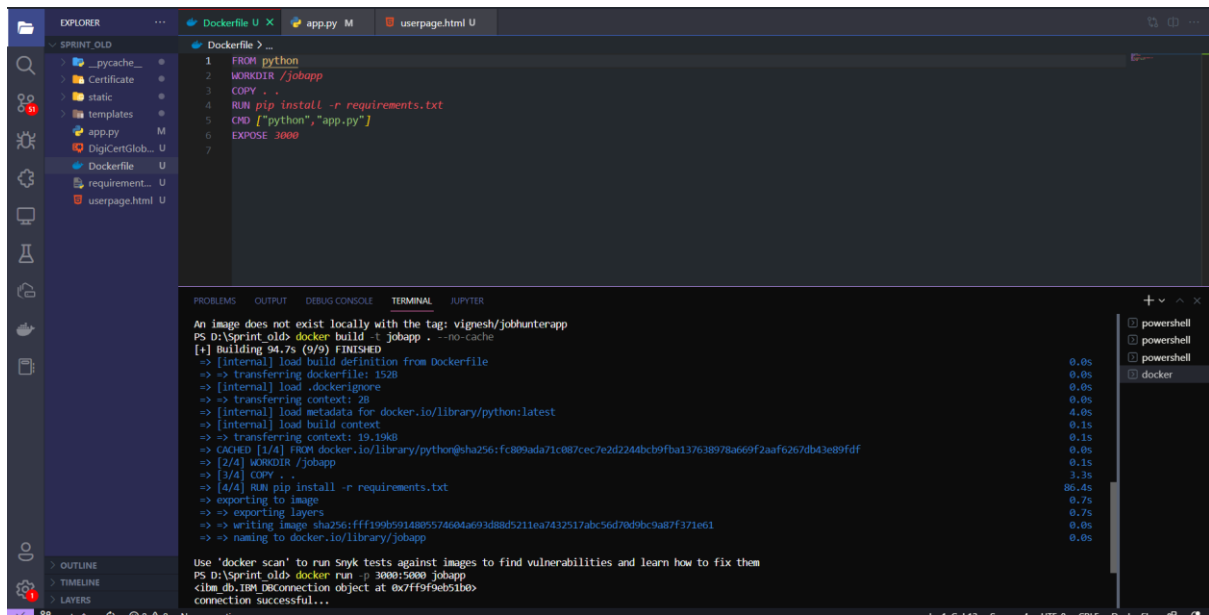 EXPLORER
SPRINT_OLD
__pycache__
Certificate
static
templates
app.py M
DigiCertGlob... U
Dockerfile U
requirement... U
userpage.html U
OUTLINE
TIMELINE
LAYERS
51
1
Dockerfile U
app.py M
userpage.html U
Dockerfile > ...
1 FROM python
2 WORKDIR /jobapp
3 COPY . .
4 RUN pip install -r requirements.txt
5 CMD ["python","app.py"]
6 EXPOSE 3000
7
PROBLEMS OUTPUT DEBUG CONSOLE TERMINAL JUPYTER
An image does not exist locally with the tag: vignesh/jobhunterapp
PS D:\Sprint_old> docker build -t jobapp . --no-cache
[+] Building 94.7s (9/9) FINISHED
=> [internal] load build definition from Dockerfile 0.0s
=> => transferring dockerfile: 152B 0.0s
=> [internal] load .dockerignore 0.0s
=> => transferring context: 2B 0.0s
=> [internal] load metadata for docker.io/library/python:latest 4.0s
=> [internal] load build context 0.1s
=> => transferring context: 19.19kB 0.1s
=> CACHED [1/4] FROM docker.io/library/python@sha256:fc809ada71c087cec7e2d2244bcb9fba137638978a669f2aaf6267db43e89fdf 0.0s
=> [2/4] WORKDIR /jobapp 0.1s
=> [3/4] COPY . . 3.3s
=> [4/4] RUN pip install -r requirements.txt 86.4s
=> exporting to image 0.7s
=> => exporting layers 0.7s
=> => writing image sha256:fff199b5914805574604a693d88d5211ea7432517abc56d70d9bc9a87f371e61 0.0s
=> => naming to docker.io/library/jobapp 0.0s
Use 'docker scan' to run Snyk tests against images to find vulnerabilities and learn how to fix them
PS D:\Sprint_old> docker run -p 3000:5000 jobapp
<ibm_db.IBM_DBConnection object at 0x7ff9f9eb51b0>
connection successful...
powershell
powershell
powershell
docker